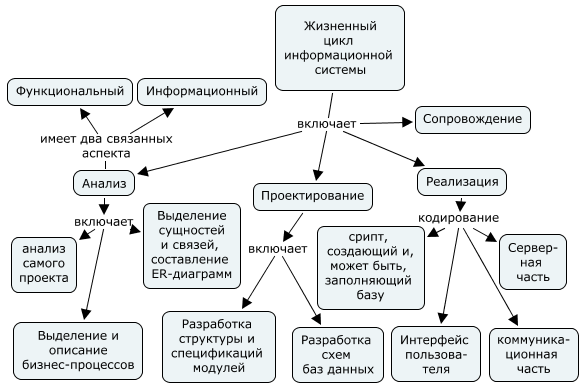 Жизненный
цикл
информационной
системы
Функциональный
Информационный
включает
Сопровождение
имеет два связанных
аспекта
Анализ
Проектирование
Реализация
включает
Выделение
сущностей
и связей,
составление
ER-диаграмм
кодирование
анализ
самого
проекта
включает
срипт,
создающий и,
может быть,
заполняющий
базу
Сервер-
ная
часть
Выделение и
описание
бизнес-процессов
Разработка
структуры и
спецификаций
модулей
Разработка
схем
баз данных
Интерфейс
пользова-
теля
коммуника-
ционная
часть